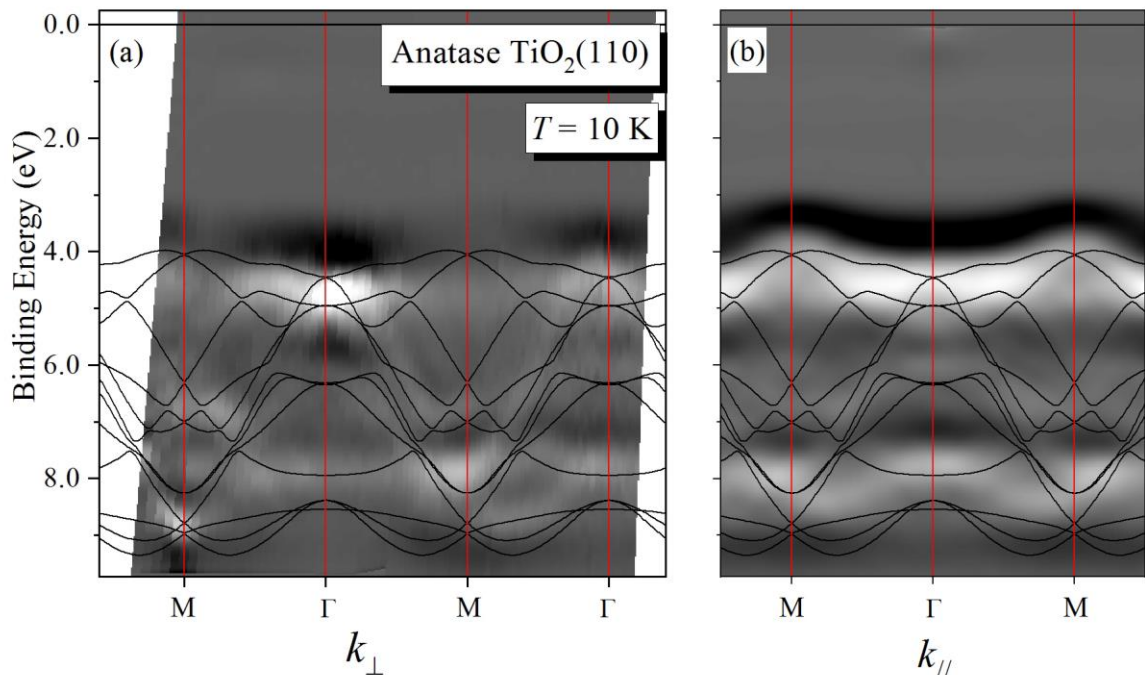 0.0
(a)
Anatase TiO₂(110)
(b)
T = 10 K
2.0
4.0
6.0
8.0
Binding Energy (eV)
M Γ M Γ
M Γ M
k⊥
k//